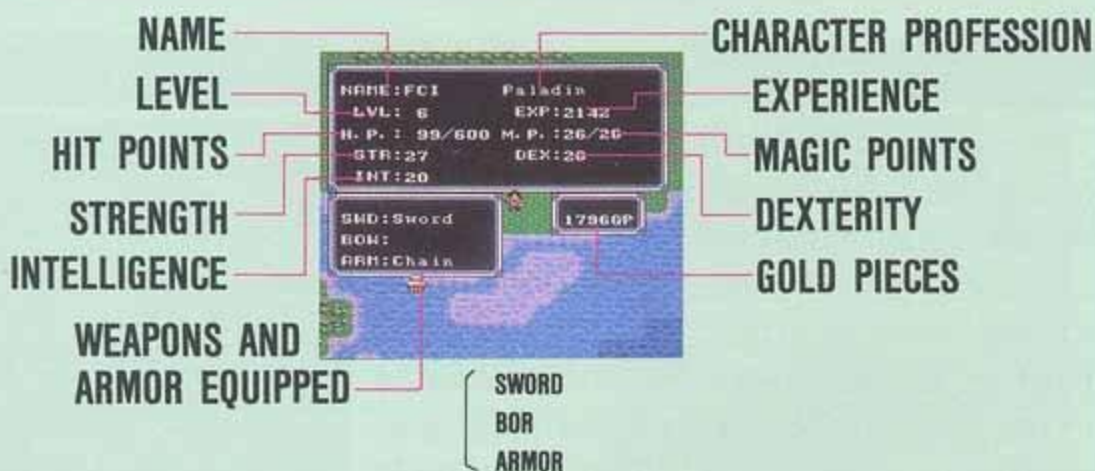 NAME
CHARACTER PROFESSION
LEVEL
EXPERIENCE
HIT POINTS
MAGIC POINTS
STRENGTH
DEXTERITY
INTELLIGENCE
GOLD PIECES
WEAPONS AND
ARMOR EQUIPPED
NAME:FCI Paladin
LVL: 6 EXP:2142
H.P.: 99/600 M.P.:26/26
STR:27 DEX:26
INT:20
SWD:Sword
BOW:
ARM:Chain
1796GP
SWORD
BOR
ARMOR